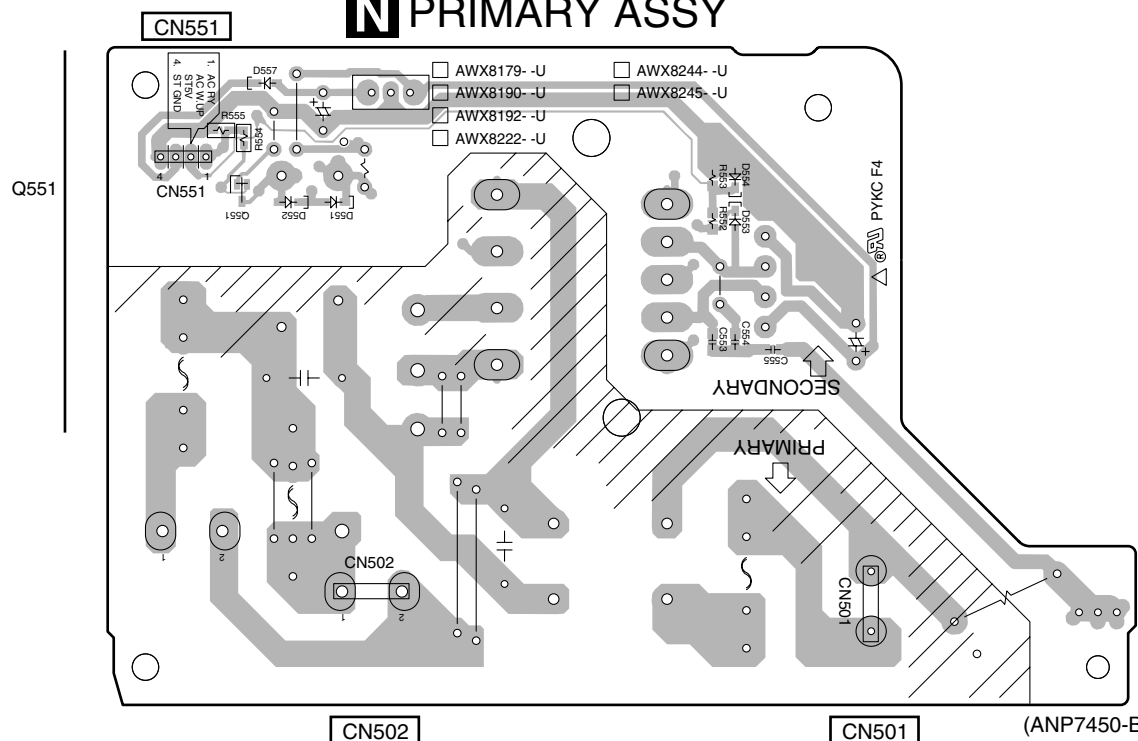 N PRIMARY ASSY
CN551
1. AC RY
AC W.UP
ST5V
4. ST GND
D557
AWX8179- -U
AWX8190- -U
AWX8192- -U
AWX8222- -U
AWX8244- -U
AWX8245- -U
R555
R554
4
1
CN551
Q551
Q551
D552
D551
R553
D554
R552
D553
PYKC F4
C553
C554
C555
SECONDARY
PRIMARY
1
2
CN502
1
2
CN501
CN502
CN501
(ANP7450-B